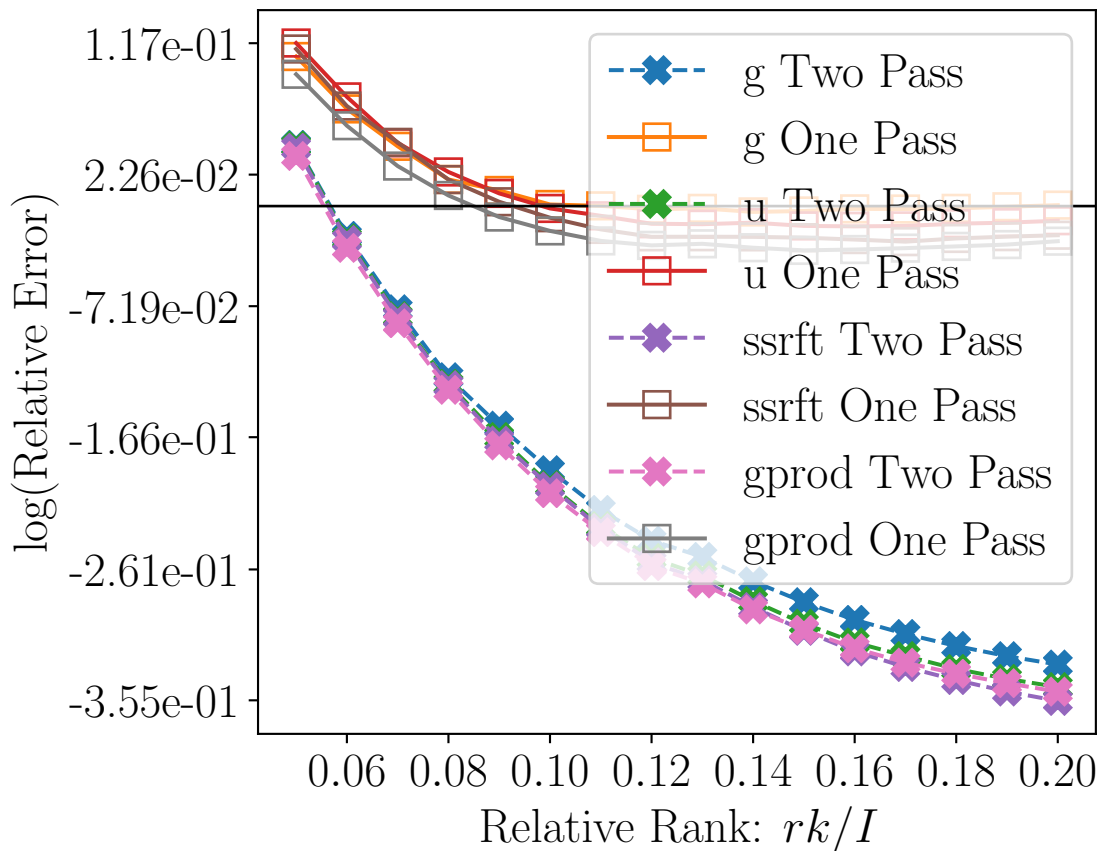 1.17e-01
2.26e-02
-7.19e-02
-1.66e-01
-2.61e-01
-3.55e-01
log(Relative Error)
g Two Pass
g One Pass
u Two Pass
u One Pass
ssrft Two Pass
ssrft One Pass
gprod Two Pass
gprod One Pass
0.06 0.08 0.10 0.12 0.14 0.16 0.18 0.20
Relative Rank: rk/I